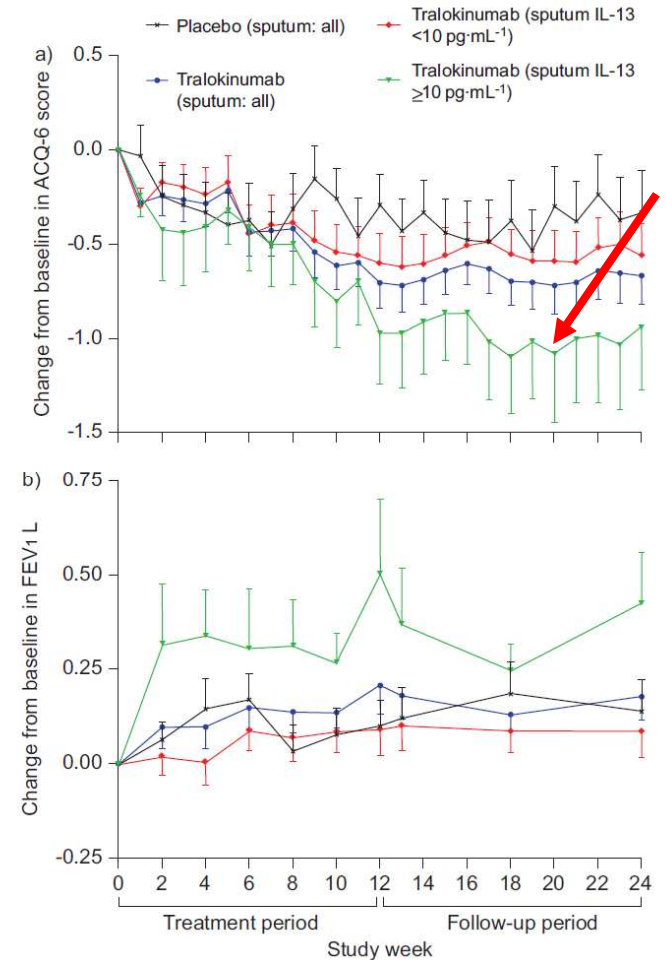 Placebo (sputum: all)
Tralokinumab (sputum IL-13
<10 pg·mL⁻¹)
a)
0.5
Tralokinumab
(sputum: all)
Tralokinumab (sputum IL-13
≥10 pg·mL⁻¹)
0.0
-0.5
-1.0
-1.5
Change from baseline in ACQ-6 score
b)
0.75
0.50
0.25
0.00
-0.25
Change from baseline in FEV1 L
0 2 4 6 8 10 12 14 16 18 20 22 24
Treatment period Follow-up period
Study week